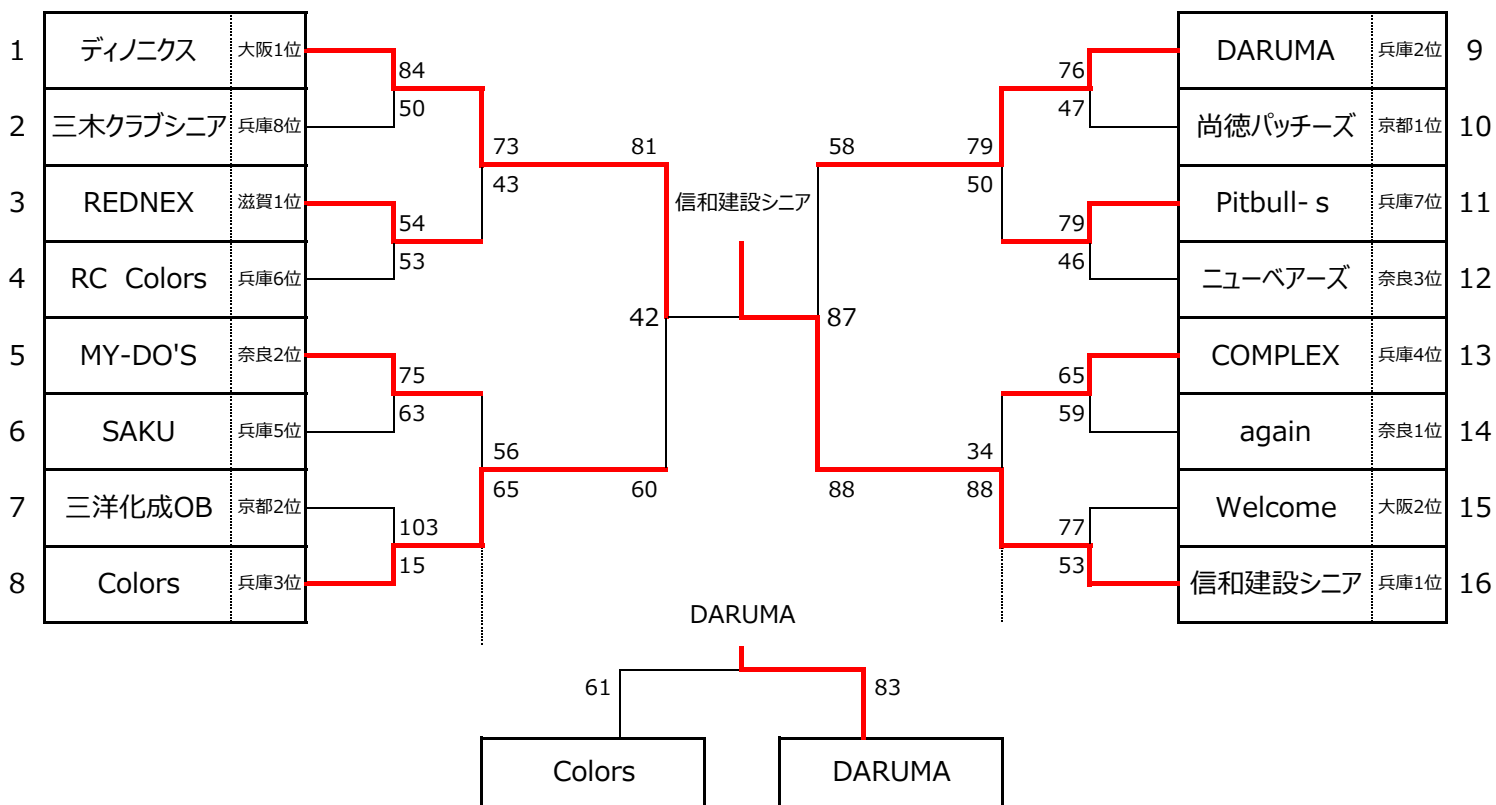 1 ディノニクス 大阪1位
2 三木クラブシニア 兵庫8位
3 REDNEX 滋賀1位
4 RC Colors 兵庫6位
5 MY-DO'S 奈良2位
6 SAKU 兵庫5位
7 三洋化成OB 京都2位
8 Colors 兵庫3位
84
50
54
53
75
63
103
15
73
43
56
65
81
60
42
信和建設シニア
87
58
88
79
50
34
88
76
47
79
46
65
59
77
53
DARUMA 兵庫2位 9
尚徳パッチーズ 京都1位 10
Pitbull- s 兵庫7位 11
ニューベアーズ 奈良3位 12
COMPLEX 兵庫4位 13
again 奈良1位 14
Welcome 大阪2位 15
信和建設シニア 兵庫1位 16
DARUMA
61 83
Colors DARUMA